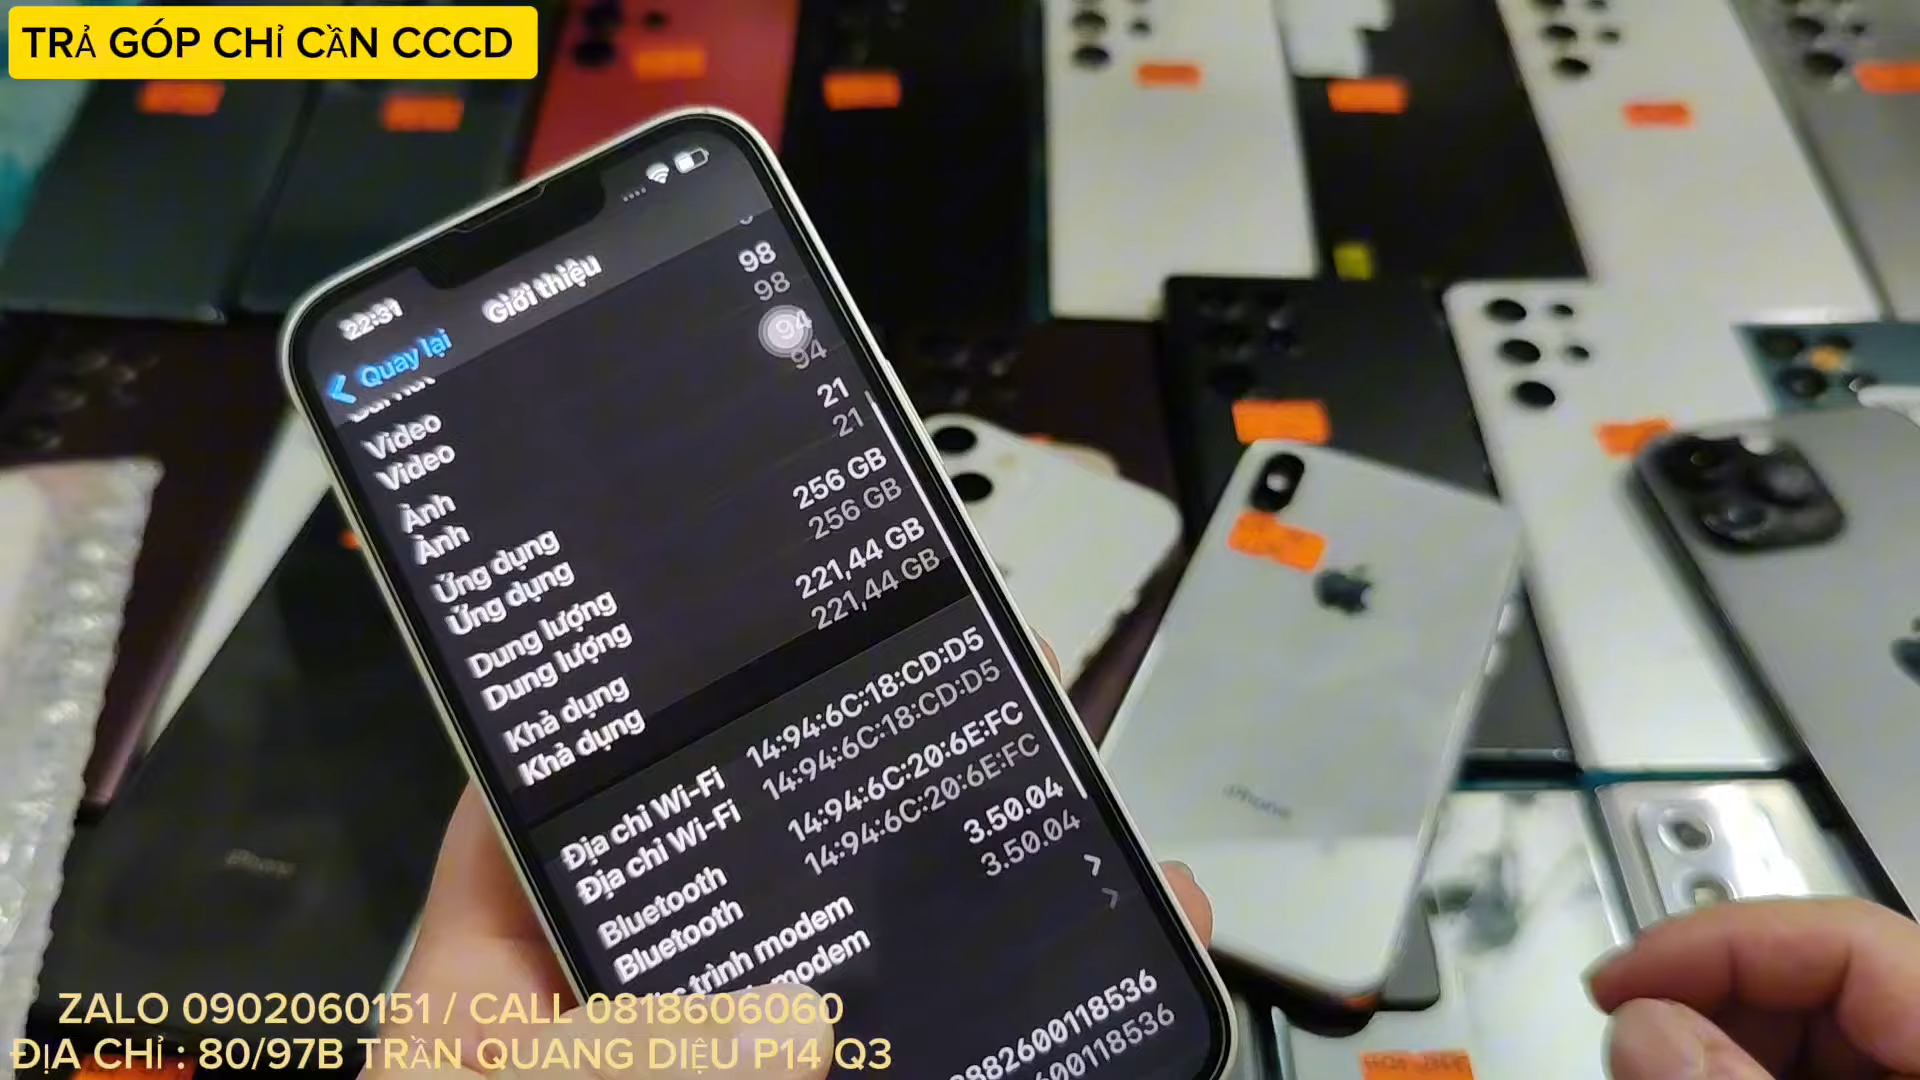 TRẢ GÓP CHỈ CẦN CCCD
22:31
Quay lại
Giới thiệu
98
98
Video
94
Video
94
Ảnh
21
Ảnh
21
Ứng dụng
256 GB
Ứng dụng
256 GB
Dung lượng
221,44 GB
Dung lượng
221,44 GB
Khả dụng
Khả dụng
Địa chỉ Wi-Fi
14:94:6C:18:CD:D5
Địa chỉ Wi-Fi
14:94:6C:18:CD:D5
Bluetooth
14:94:6C:20:6E:FC
Bluetooth
14:94:6C:20:6E:FC
trình modem
3.50.04
modem
3.50.04
882600118536
600118536
iPhone
iPhone
ZALO 0902060151 / CALL 0818606060
ĐỊA CHỈ : 80/97B TRẦN QUANG DIỆU P14 Q3